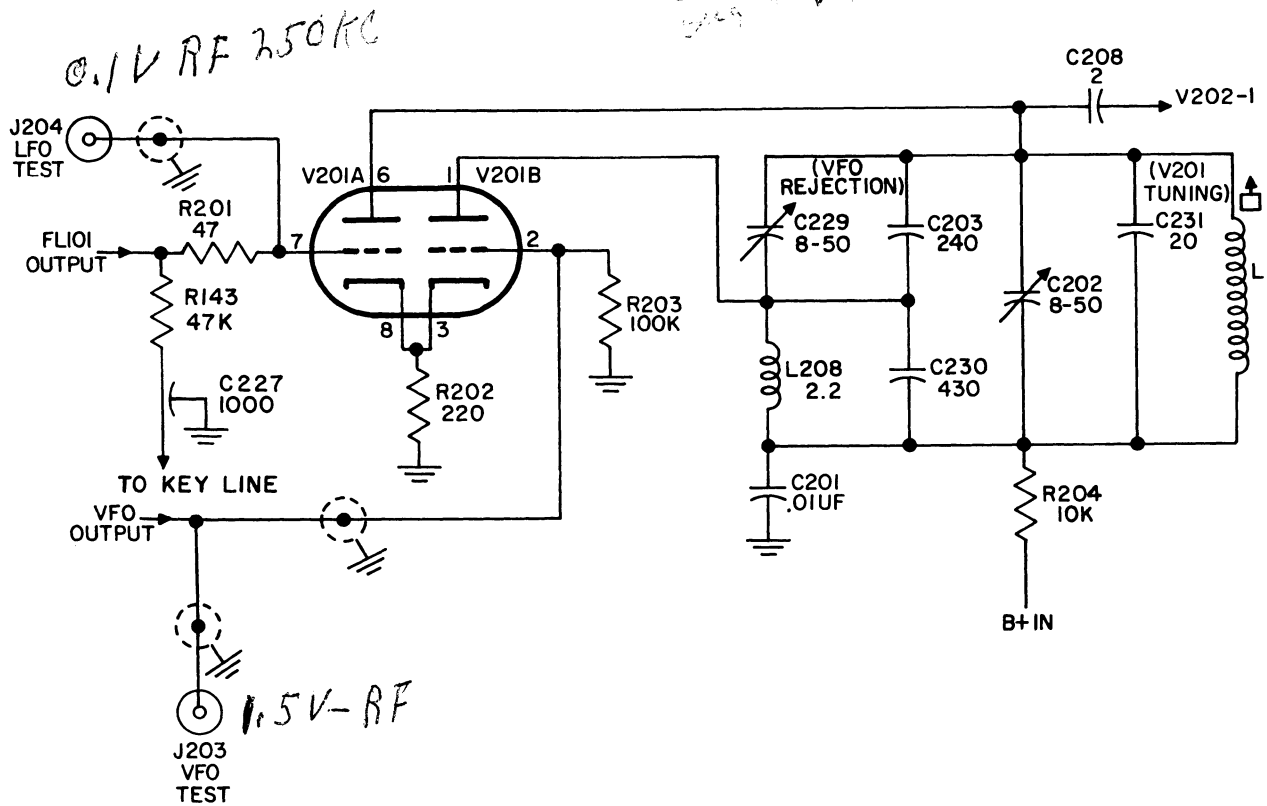 0.1V RF 250KC
C208
2
V202-1
J204
LFO
TEST
V201A 6
1 V201B
(VFO
REJECTION)
(V201
TUNING)
R201
47
C229
8-50
C203
240
C231
20
FL101
OUTPUT
7
2
L
R143
47K
R203
100K
C202
8-50
8 3
C227
1000
R202
220
L208
2.2
C230
430
TO KEY LINE
C201
.01UF
R204
10K
VFO
OUTPUT
B+ IN
1.5V-RF
J203
VFO
TEST